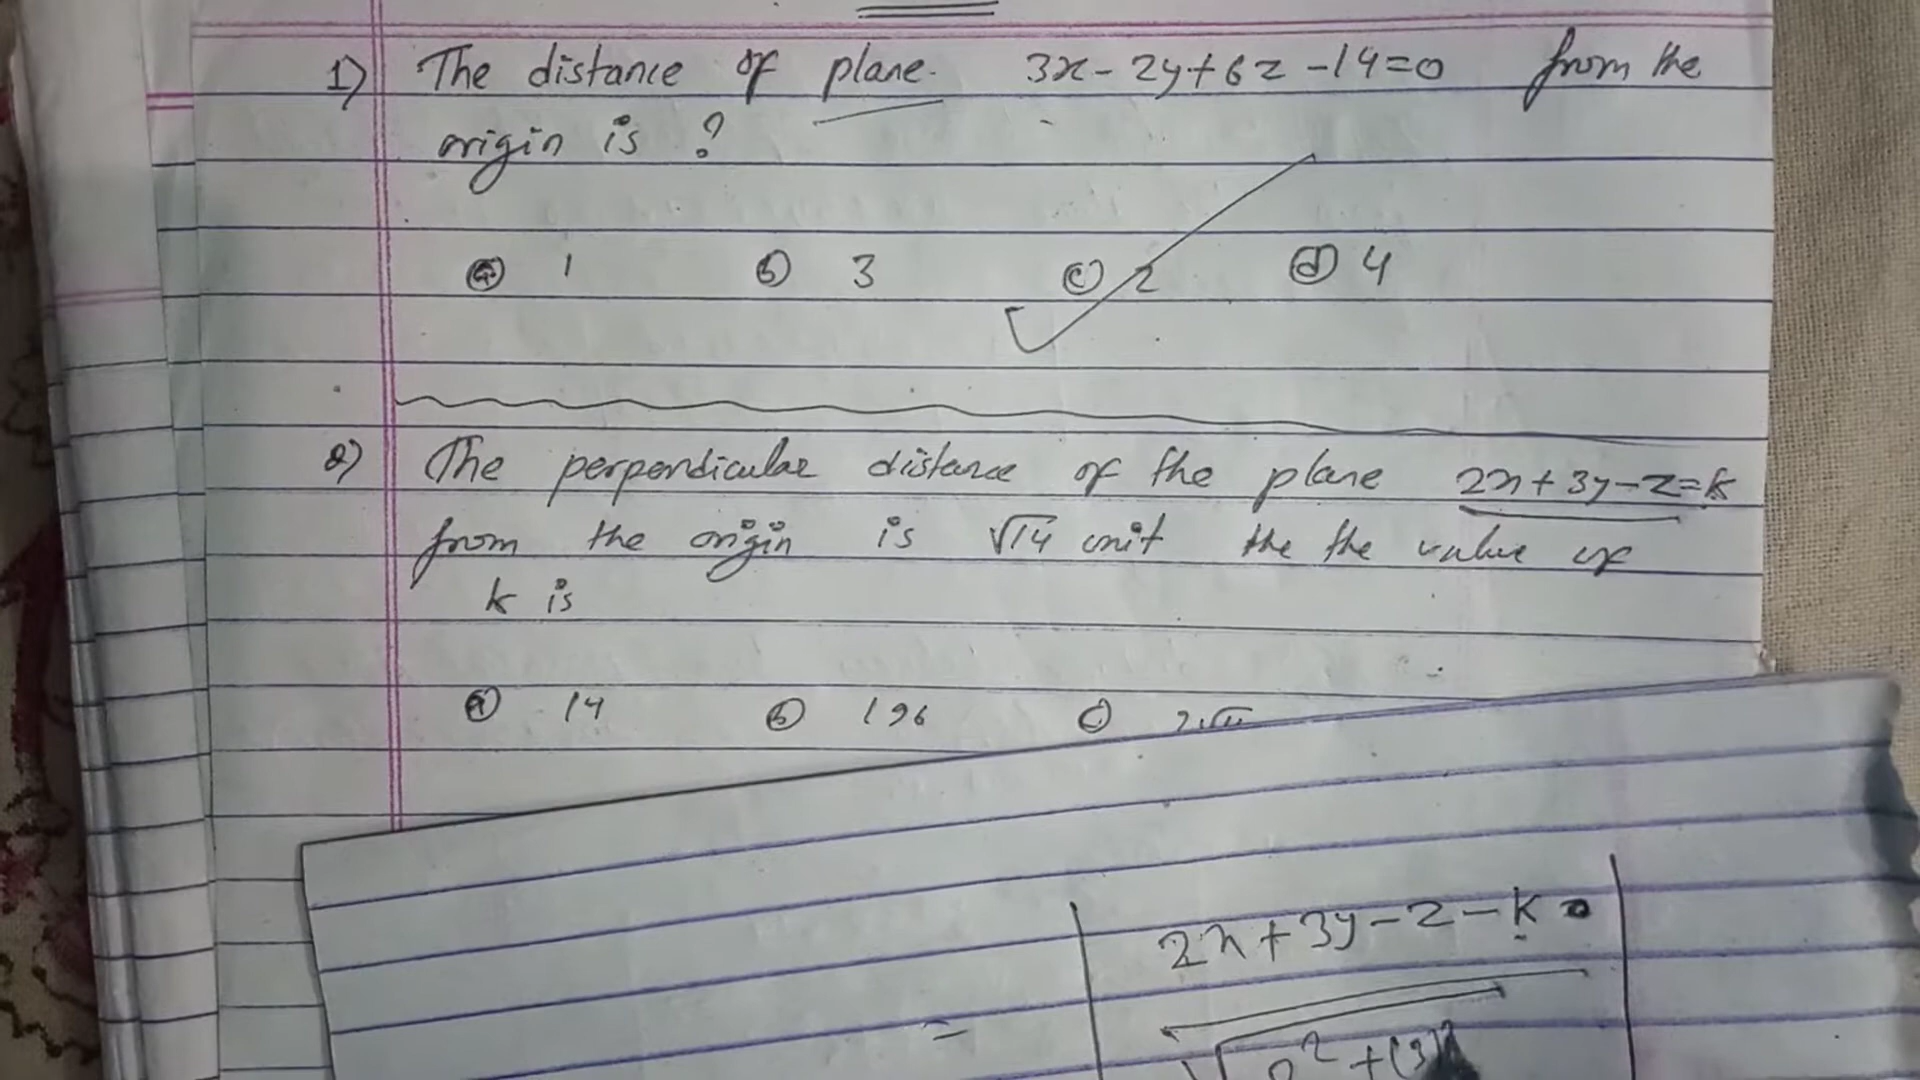 1) The distance of plane 3x-2y+6z-14=0 from the
origin is ?
(a) 1 (b) 3 (c) 2 (d) 4
2) The perpendicular distance of the plane 2x+3y-z=k
from the origin is √14 unit the the value of
k is
(a) 14 (b) 196 (c)
2x+3y-z-k
=